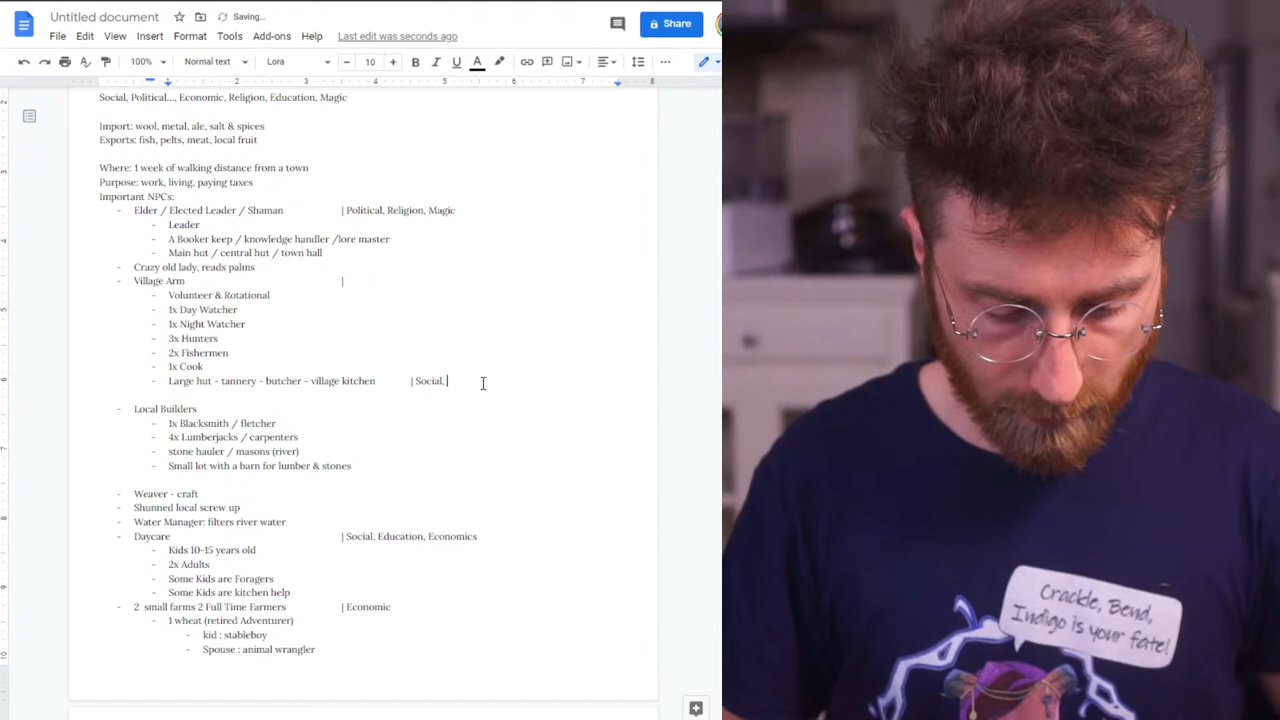 Untitled document Saving...
File Edit View Insert Format Tools Add-ons Help Last edit was seconds ago
Share
100% Normal text Lora 10 B I U A
1 2 3 4 5 6 7 8
Social, Political..., Economic, Religion, Education, Magic
Import: wool, metal, ale, salt & spices
Exports: fish, pelts, meat, local fruit
Where: 1 week of walking distance from a town
Purpose: work, living, paying taxes
Important NPCs:
- Elder / Elected Leader / Shaman | Political, Religion, Magic
- Leader
- A Booker keep / knowledge handler /lore master
- Main hut / central hut / town hall
- Crazy old lady, reads palms
- Village Arm |
- Volunteer & Rotational
- 1x Day Watcher
- 1x Night Watcher
- 3x Hunters
- 2x Fishermen
- 1x Cook
- Large hut - tannery - butcher - village kitchen | Social,
- Local Builders
- 1x Blacksmith / fletcher
- 4x Lumberjacks / carpenters
- stone hauler / masons (river)
- Small lot with a barn for lumber & stones
- Weaver - craft
- Shunned local screw up
- Water Manager: filters river water
- Daycare | Social, Education, Economics
- Kids 10-15 years old
- 2x Adults
- Some Kids are Foragers
- Some Kids are kitchen help
- 2 small farms 2 Full Time Farmers | Economic
- 1 wheat (retired Adventurer)
- kid : stableboy
- Spouse : animal wrangler
Crackle, Bend,
Indigo is your fate!